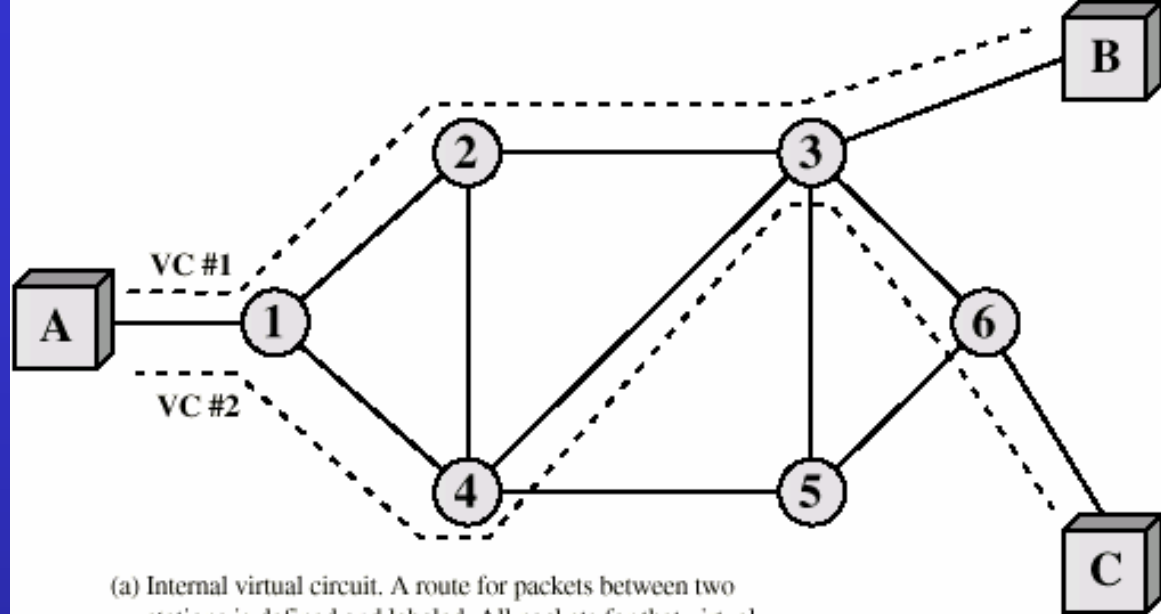 B
2
3
VC #1
A
1
6
VC #2
4
5
C
(a) Internal virtual circuit. A route for packets between two